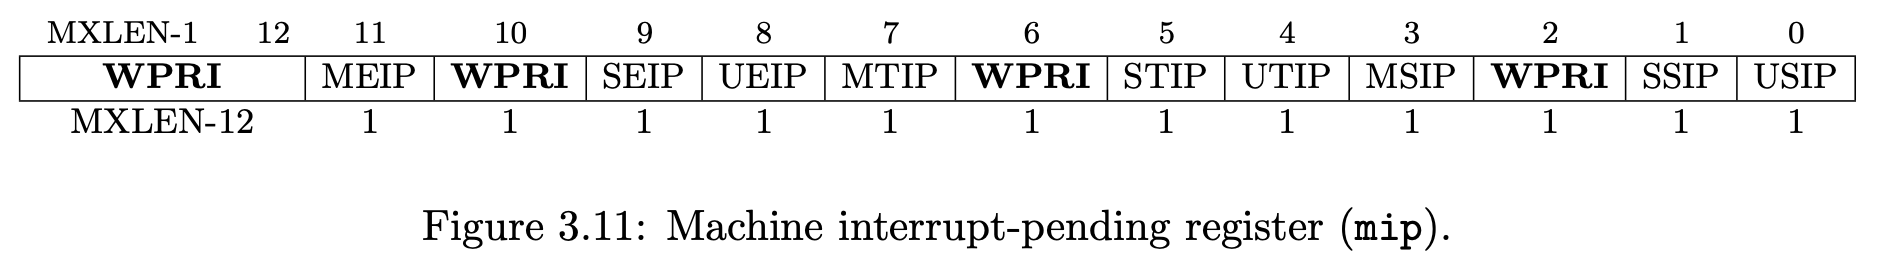 MXLEN-1 12 11 10 9 8 7 6 5 4 3 2 1 0
WPRI MEIP WPRI SEIP UEIP MTIP WPRI STIP UTIP MSIP WPRI SSIP USIP
MXLEN-12 1 1 1 1 1 1 1 1 1 1 1 1
Figure 3.11: Machine interrupt-pending register (mip).